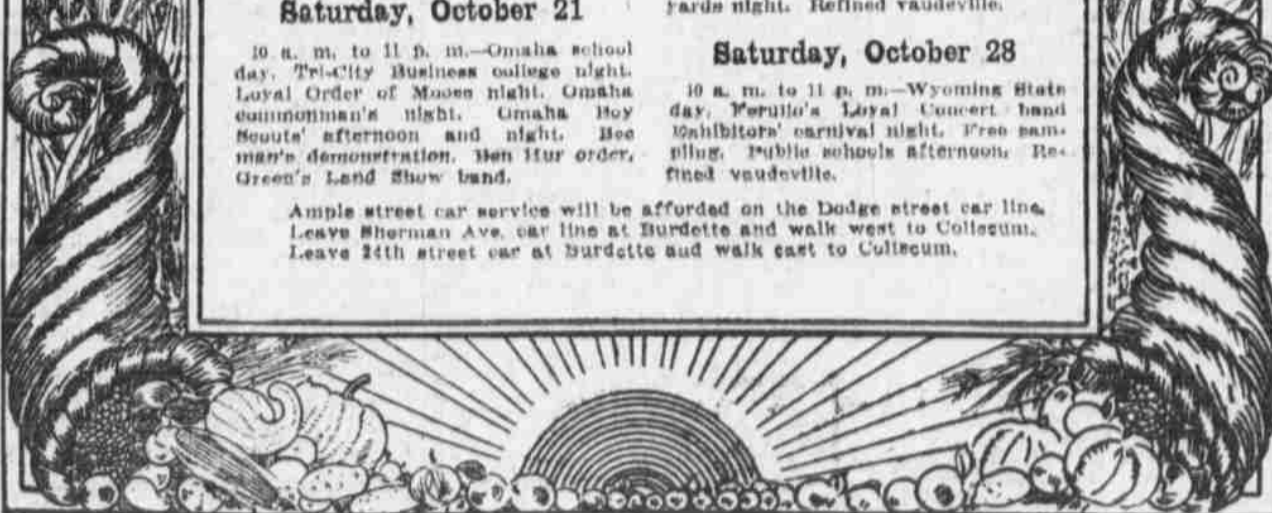 Saturday, October 21
10 a. m. to 11 p. m.—Omaha school
day. Tri-City Business college night.
Loyal Order of Moose night. Omaha
commonman's night. Omaha Boy
Scouts' afternoon and night. Bee
man's demonstration. Ben Hur order.
Green's Land Show band.
yards night. Refined vaudeville.
Saturday, October 28
10 a. m. to 11 p. m.—Wyoming State
day. Ferullo's Loyal Concert band
Exhibitors' carnival night. Free sam-
pling. Public schools afternoon. Re-
fined vaudeville.
Ample street car service will be afforded on the Dodge street car line.
Leave Sherman Ave. car line at Burdette and walk west to Coliseum.
Leave 24th street car at Burdette and walk east to Coliseum.